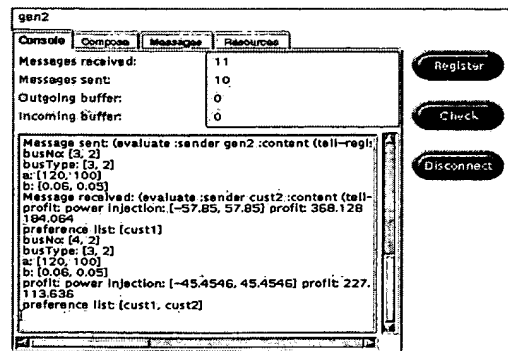 gen2
Console Compose Messages Resources
Messages received: 11
Messages sent: 10
Outgoing buffer: 0
Incoming buffer: 0
Register
Check
Disconnect
Message sent: (evaluate :sender gen2 :content (tell-regi:
busNo: [3, 2]
busType: [3, 2]
a: [120, 100]
b: [0.06, 0.05]
Message received: (evaluate :sender cust2 :content (tell-
profit: power injection: [-57.85, 57.85] profit: 368.128
184.064
preference list: [cust1]
busNo: [4, 2]
busType: [3, 2]
a: [120, 100]
b: [0.06, 0.05]
profit: power injection: [-45.4546, 45.4546] profit: 227.
113.636
preference list: [cust1, cust2]